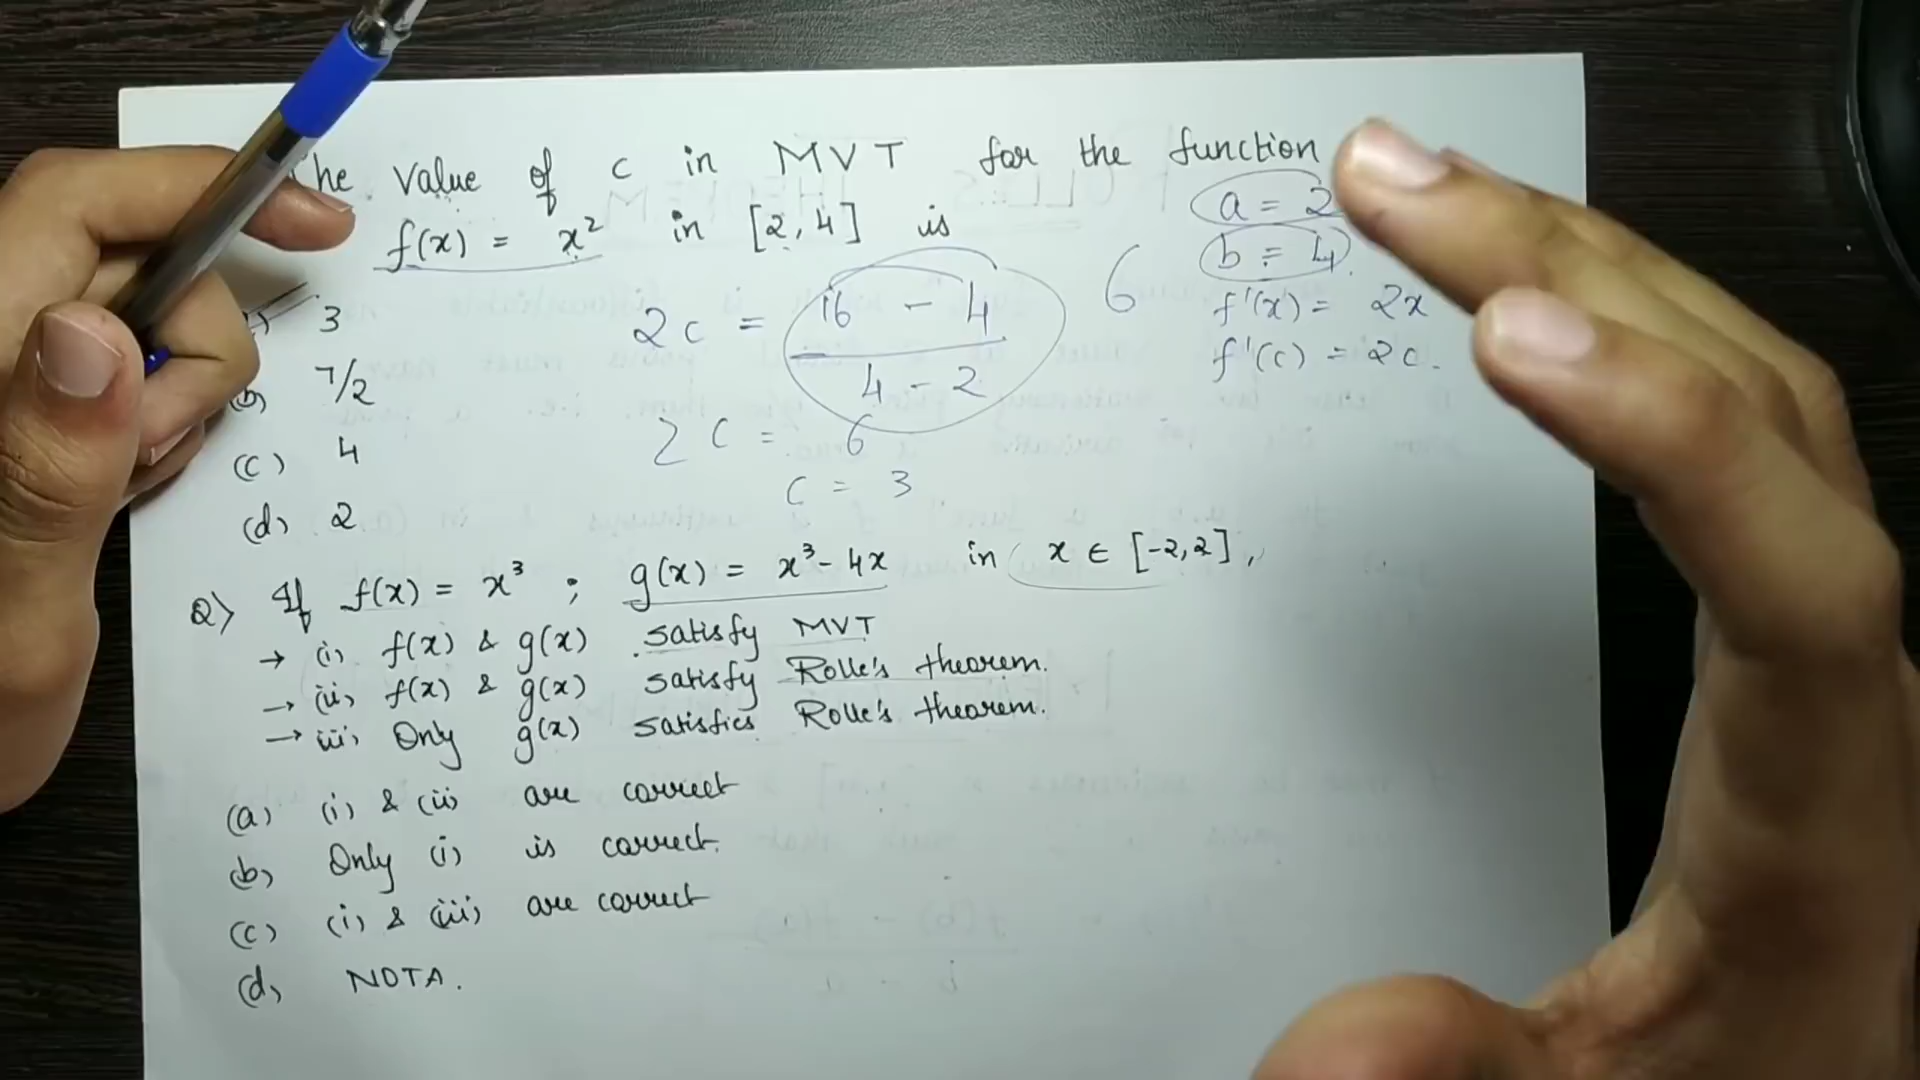 The value of c in MVT for the function
f(x) = x² in [2,4] is
a = 2
b = 4
f'(x) = 2x
f'(c) = 2c.
3
(b) 7/2
(c) 4
(d) 2
2c = 16 - 4
4 - 2
6
2c = 6
c = 3
Q) If f(x) = x³ ; g(x) = x³ - 4x in x ∈ [-2,2],
→ (i) f(x) & g(x) satisfy MVT
→ (ii) f(x) & g(x) satisfy Rolle's theorem.
→ iii) Only g(x) satisfies Rolle's theorem.
(a) (i) & (ii) are correct
(b) Only (i) is correct.
(c) (i) & (iii) are correct
(d) NOTA.